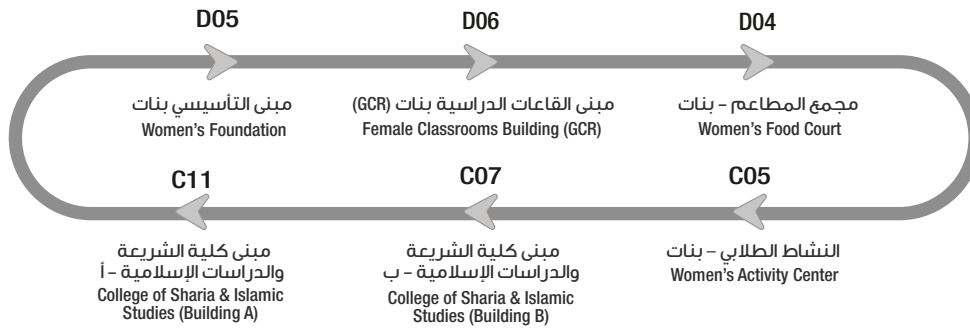 D05
مبنى التأسيسي بنات
Women's Foundation
D06
مبنى القاعات الدراسية بنات (GCR)
Female Classrooms Building (GCR)
D04
مجمع المطاعم – بنات
Women's Food Court
C11
مبنى كلية الشريعة
والدراسات الإسلامية – أ
College of Sharia & Islamic
Studies (Building A)
C07
مبنى كلية الشريعة
والدراسات الإسلامية – ب
College of Sharia & Islamic
Studies (Building B)
C05
النشاط الطلابي – بنات
Women's Activity Center